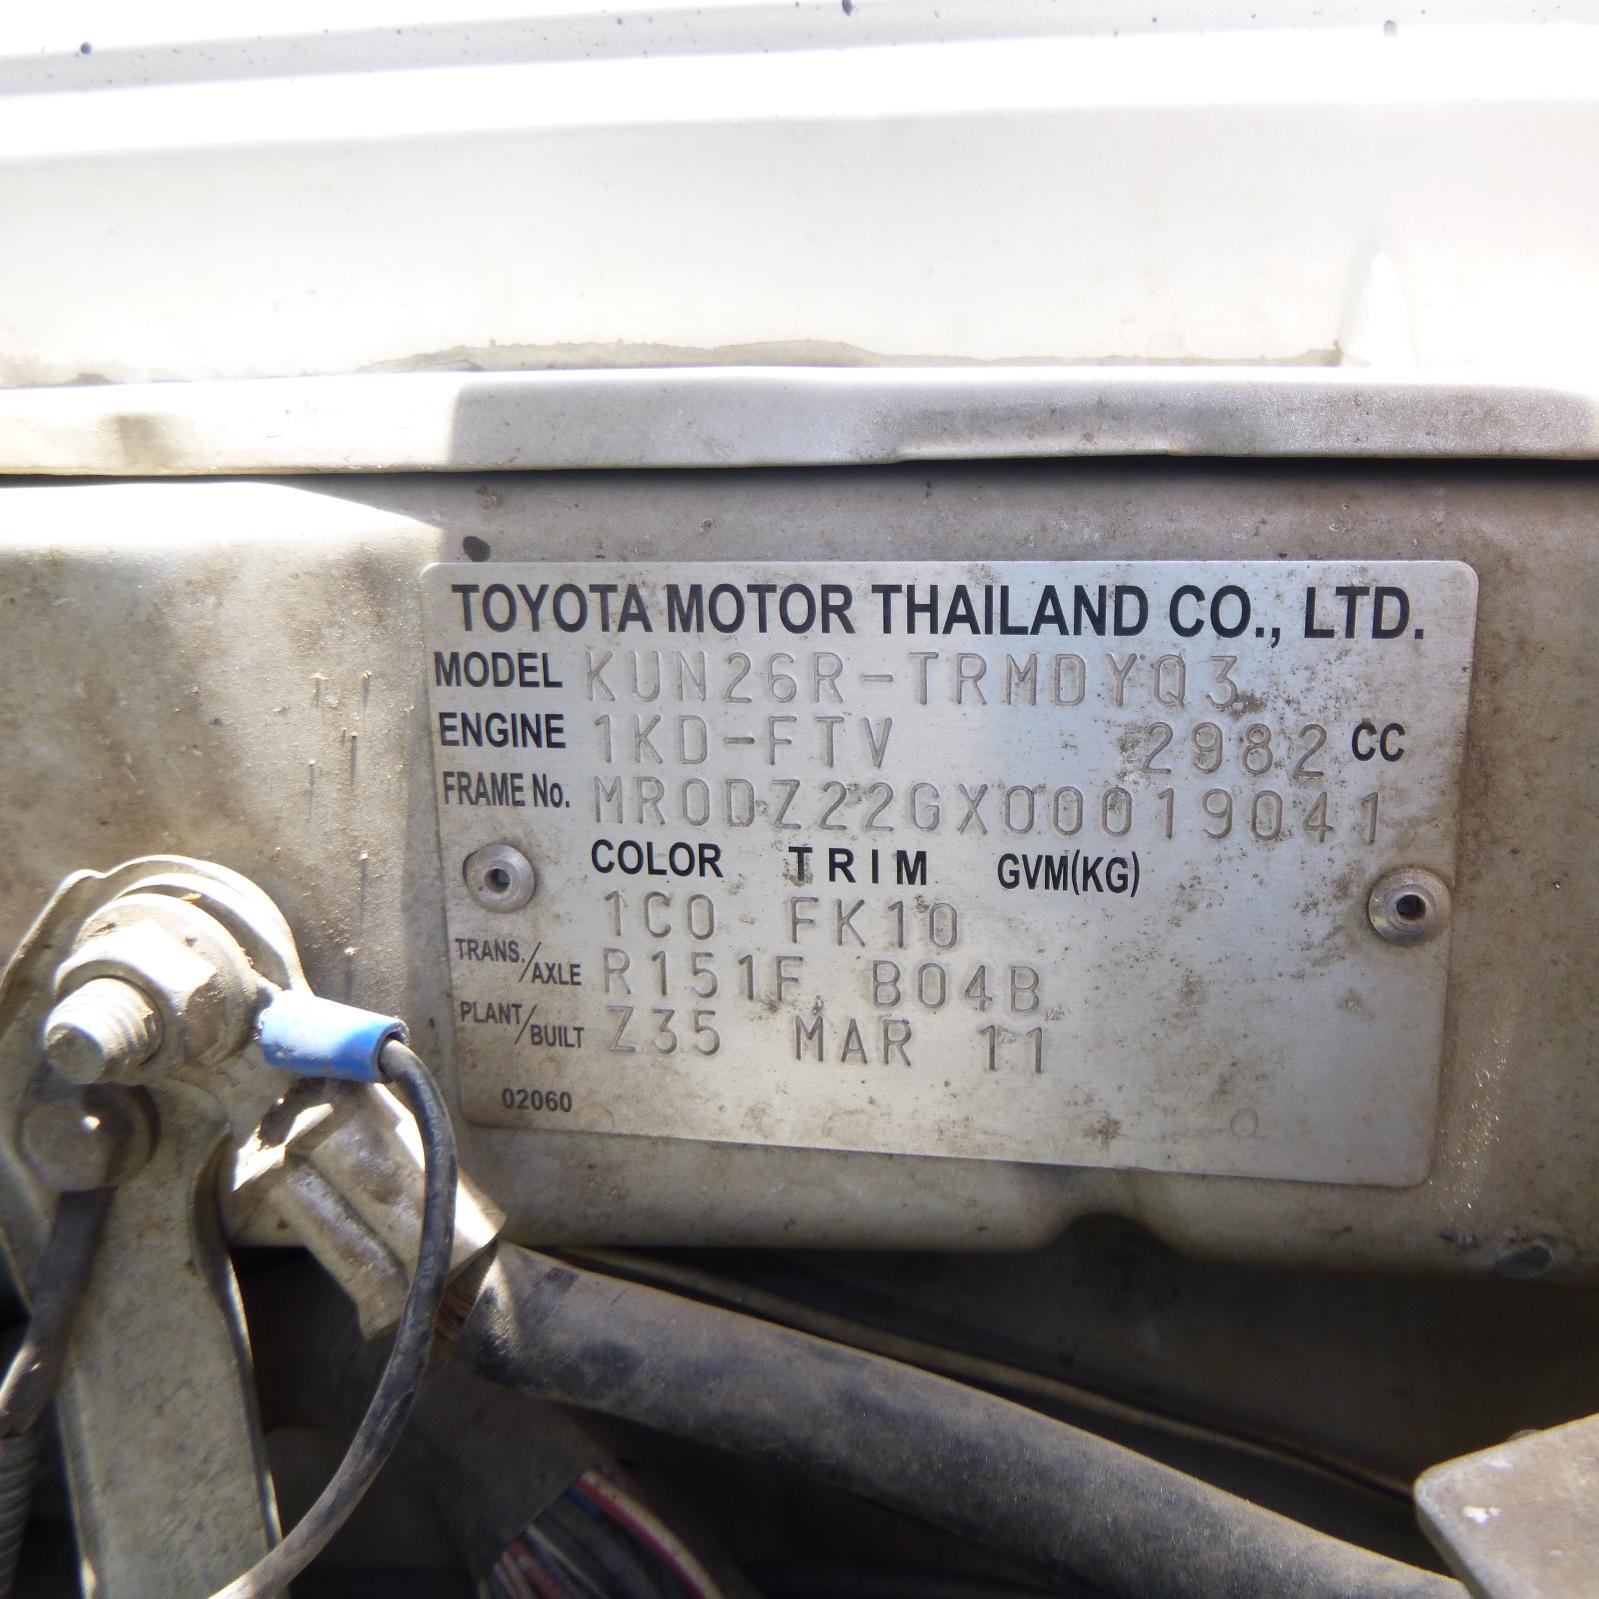 TOYOTA MOTOR THAILAND CO., LTD.
MODEL KUN26R-TRMDYQ3
ENGINE 1KD-FTV 2982 CC
FRAME No. MR0DZ22GX00019041
COLOR TRIM GVM(KG)
1C0 FK10
TRANS./AXLE R151F B04B
PLANT/BUILT Z35 MAR 11
02060